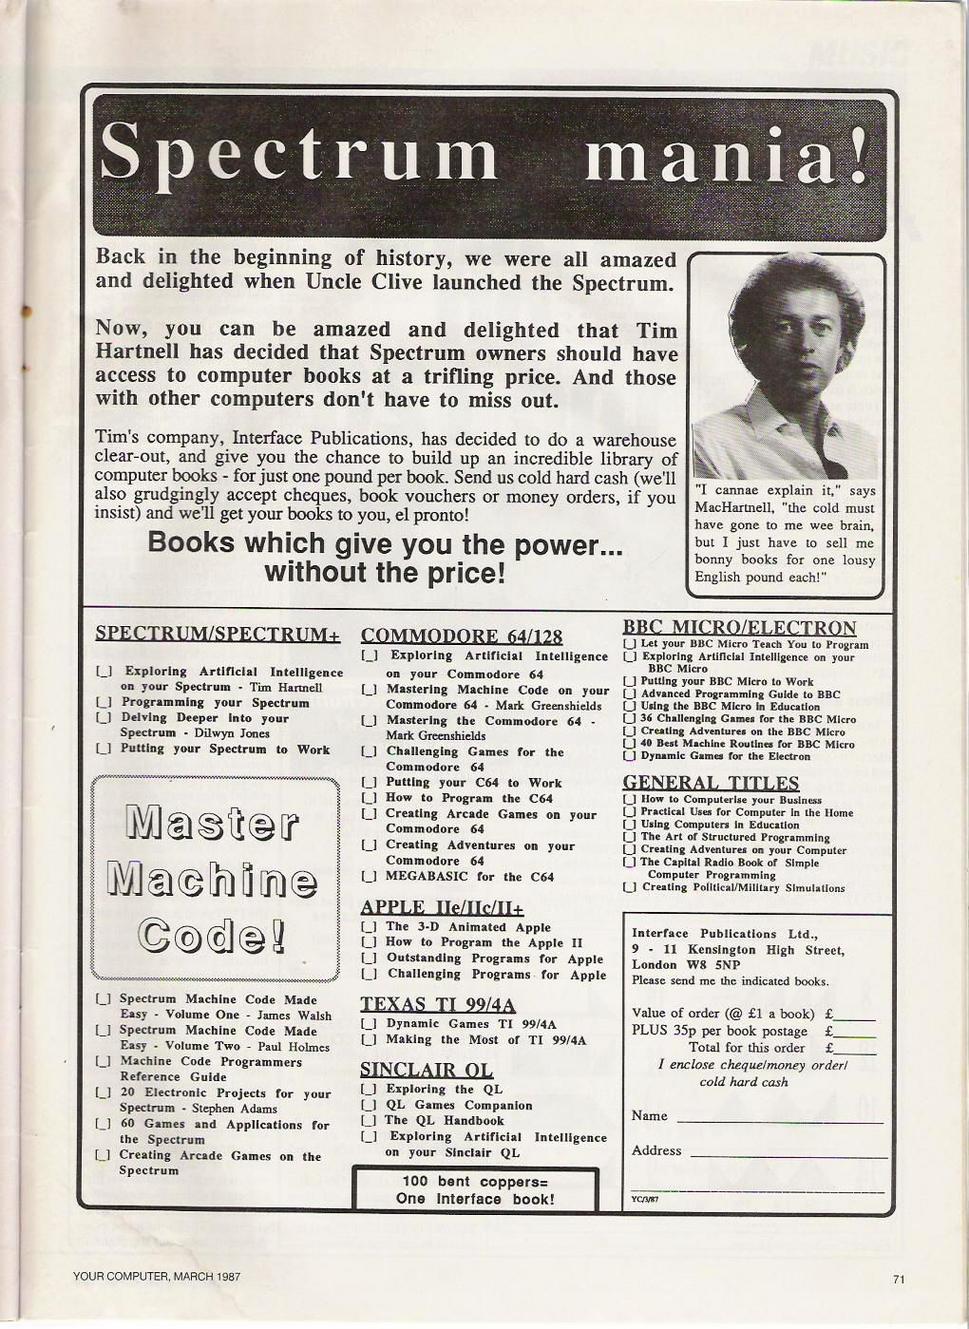 Spectrum mania!
Back in the beginning of history, we were all amazed
and delighted when Uncle Clive launched the Spectrum.
Now, you can be amazed and delighted that Tim
Hartnell has decided that Spectrum owners should have
access to computer books at a trifling price. And those
with other computers don't have to miss out.
Tim's company, Interface Publications, has decided to do a warehouse
clear-out, and give you the chance to build up an incredible library of
computer books - for just one pound per book. Send us cold hard cash (we'll
also grudgingly accept cheques, book vouchers or money orders, if you
insist) and we'll get your books to you, el pronto!
Books which give you the power...
without the price!
"I cannae explain it," says
MacHartnell, "the cold must
have gone to me wee brain,
but I just have to sell me
bonny books for one lousy
English pound each!"
SPECTRUM/SPECTRUM+
[_] Exploring Artificial Intelligence
on your Spectrum - Tim Hartnell
[_] Programming your Spectrum
[_] Delving Deeper into your
Spectrum - Dilwyn Jones
[_] Putting your Spectrum to Work
Master
Machine
Code!
[_] Spectrum Machine Code Made
Easy - Volume One - James Walsh
[_] Spectrum Machine Code Made
Easy - Volume Two - Paul Holmes
[_] Machine Code Programmers
Reference Guide
[_] 20 Electronic Projects for your
Spectrum - Stephen Adams
[_] 60 Games and Applications for
the Spectrum
[_] Creating Arcade Games on the
Spectrum
COMMODORE 64/128
[_] Exploring Artificial Intelligence
on your Commodore 64
[_] Mastering Machine Code on your
Commodore 64 - Mark Greenshields
[_] Mastering the Commodore 64 -
Mark Greenshields
[_] Challenging Games for the
Commodore 64
[_] Putting your C64 to Work
[_] How to Program the C64
[_] Creating Arcade Games on your
Commodore 64
[_] Creating Adventures on your
Commodore 64
[_] MEGABASIC for the C64
APPLE IIe/IIc/II+
[_] The 3-D Animated Apple
[_] How to Program the Apple II
[_] Outstanding Programs for Apple
[_] Challenging Programs for Apple
TEXAS TI 99/4A
[_] Dynamic Games TI 99/4A
[_] Making the Most of TI 99/4A
SINCLAIR QL
[_] Exploring the QL
[_] QL Games Companion
[_] The QL Handbook
[_] Exploring Artificial Intelligence
on your Sinclair QL
100 bent coppers=
One Interface book!
BBC MICRO/ELECTRON
[_] Let your BBC Micro Teach You to Program
[_] Exploring Artificial Intelligence on your
BBC Micro
[_] Putting your BBC Micro to Work
[_] Advanced Programming Guide to BBC
[_] Using the BBC Micro in Education
[_] 36 Challenging Games for the BBC Micro
[_] Creating Adventures on the BBC Micro
[_] 40 Best Machine Routines for BBC Micro
[_] Dynamic Games for the Electron
GENERAL TITLES
[_] How to Computerise your Business
[_] Practical Uses for Computer in the Home
[_] Using Computers in Education
[_] The Art of Structured Programming
[_] Creating Adventures on your Computer
[_] The Capital Radio Book of Simple
Computer Programming
[_] Creating Political/Military Simulations
Interface Publications Ltd.,
9 - 11 Kensington High Street,
London W8 5NP
Please send me the indicated books.
Value of order (@ £1 a book) £_____
PLUS 35p per book postage £_____
Total for this order £_____
I enclose cheque/money order/
cold hard cash
Name
Address
YC/3/87
YOUR COMPUTER, MARCH 1987
71